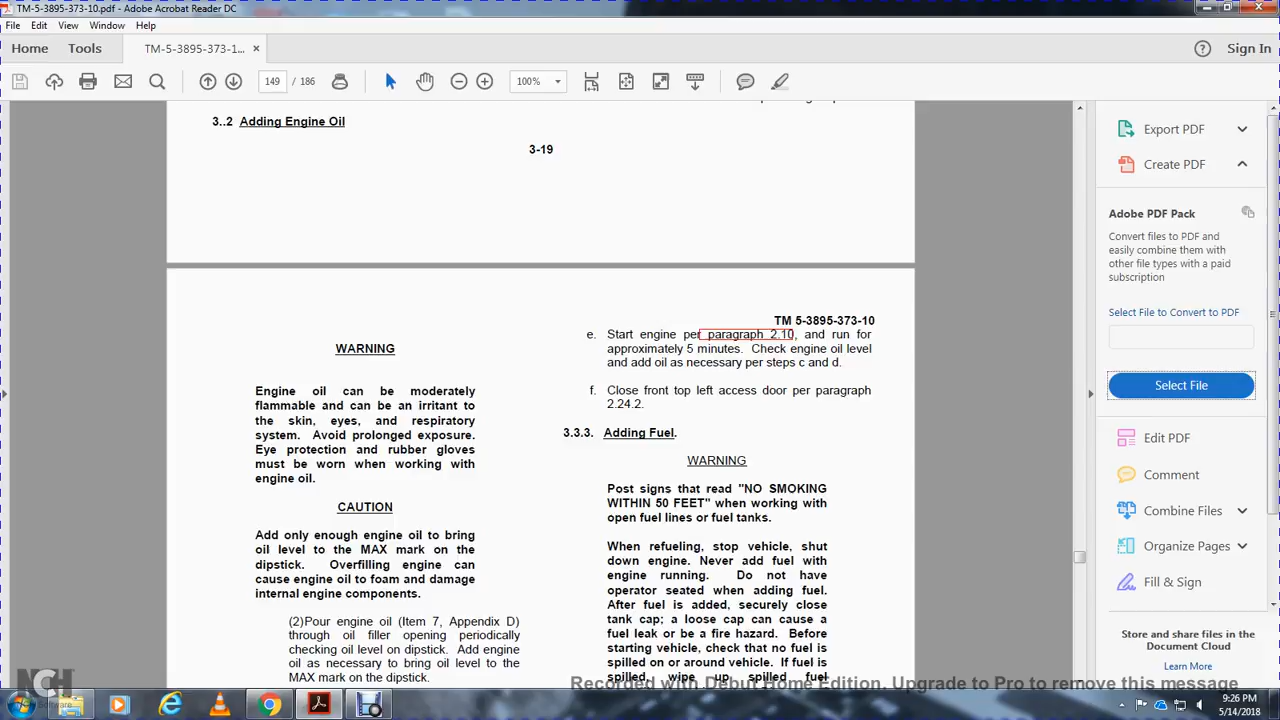 TM-5-3895-373-10.pdf - Adobe Acrobat Reader DC
File Edit View Window Help
Home Tools TM-5-3895-373-1... × Sign In
149 / 186 100%
3..2 Adding Engine Oil
3-19
TM 5-3895-373-10
WARNING
Engine oil can be moderately
flammable and can be an irritant to
the skin, eyes, and respiratory
system. Avoid prolonged exposure.
Eye protection and rubber gloves
must be worn when working with
engine oil.
CAUTION
Add only enough engine oil to bring
oil level to the MAX mark on the
dipstick. Overfilling engine can
cause engine oil to foam and damage
internal engine components.
(2)Pour engine oil (Item 7, Appendix D)
through oil filler opening periodically
checking oil level on dipstick. Add engine
oil as necessary to bring oil level to the
MAX mark on the dipstick.
e. Start engine per paragraph 2.10, and run for
approximately 5 minutes. Check engine oil level
and add oil as necessary per steps c and d.
f. Close front top left access door per paragraph
2.24.2.
3.3.3. Adding Fuel.
WARNING
Post signs that read "NO SMOKING
WITHIN 50 FEET" when working with
open fuel lines or fuel tanks.
When refueling, stop vehicle, shut
down engine. Never add fuel with
engine running. Do not have
operator seated when adding fuel.
After fuel is added, securely close
tank cap; a loose cap can cause a
fuel leak or be a fire hazard. Before
starting vehicle, check that no fuel is
spilled on or around vehicle. If fuel is
spilled, wipe up spilled fuel
Export PDF
Create PDF
Adobe PDF Pack
Convert files to PDF and
easily combine them with
other file types with a paid
subscription
Select File to Convert to PDF
Select File
Edit PDF
Comment
Combine Files
Organize Pages
Fill & Sign
Store and share files in the
Document Cloud
Learn More
NCH Software
Recorded with Debut Home Edition. Upgrade to Pro to remove this message
9:26 PM
5/14/2018